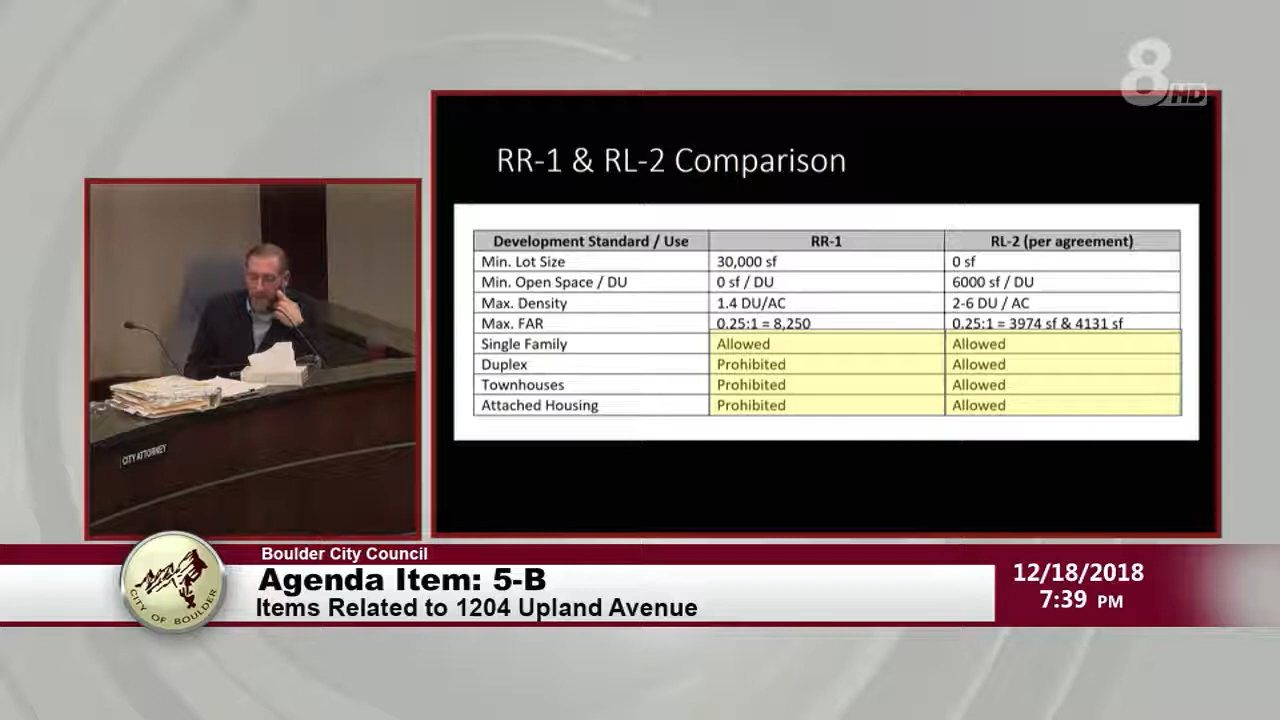 8
HD
RR-1 & RL-2 Comparison
Development Standard / Use RR-1 RL-2 (per agreement)
Min. Lot Size 30,000 sf 0 sf
Min. Open Space / DU 0 sf / DU 6000 sf / DU
Max. Density 1.4 DU/AC 2-6 DU / AC
Max. FAR 0.25:1 = 8,250 0.25:1 = 3974 sf & 4131 sf
Single Family Allowed Allowed
Duplex Prohibited Allowed
Townhouses Prohibited Allowed
Attached Housing Prohibited Allowed
CITY ATTORNEY
Boulder City Council
Agenda Item: 5-B
Items Related to 1204 Upland Avenue
12/18/2018
7:39 PM
CITY OF BOULDER